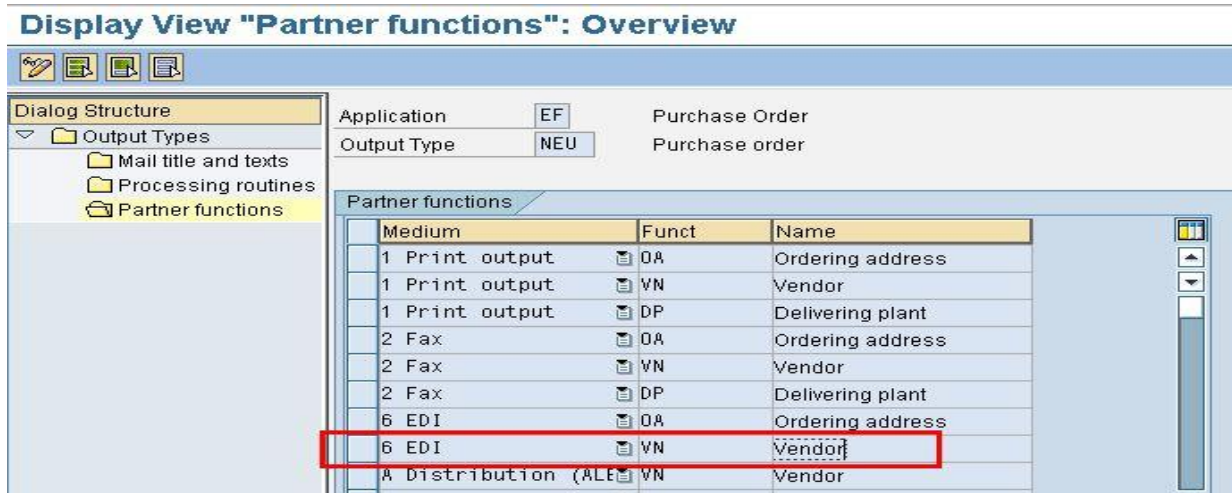 Display View "Partner functions": Overview
Dialog Structure
Output Types
Mail title and texts
Processing routines
Partner functions
Application EF Purchase Order
Output Type NEU Purchase order
Partner functions
Medium Funct Name
1 Print output OA Ordering address
1 Print output VN Vendor
1 Print output DP Delivering plant
2 Fax OA Ordering address
2 Fax VN Vendor
2 Fax DP Delivering plant
6 EDI OA Ordering address
6 EDI VN Vendor
A Distribution (ALE VN Vendor